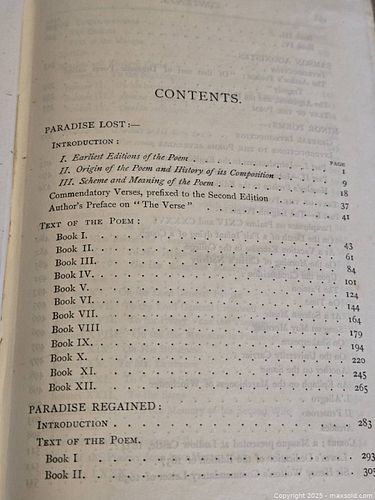 CONTENTS.
PARADISE LOST:—
INTRODUCTION:
PAGE
I. Earliest Editions of the Poem . . . . . . . . 1
II. Origin of the Poem and History of its Composition . . 9
III. Scheme and Meaning of the Poem . . . . . . . 18
Commendatory Verses, prefixed to the Second Edition 37
Author's Preface on "The Verse" . . . . . . . 41
TEXT OF THE POEM:
Book I. . . . . . . . . . . . 43
Book II. . . . . . . . . . . . 61
Book III. . . . . . . . . . . . 84
Book IV. . . . . . . . . . . . 101
Book V. . . . . . . . . . . . 124
Book VI. . . . . . . . . . . . 144
Book VII. . . . . . . . . . . . 164
Book VIII . . . . . . . . . . . 179
Book IX. . . . . . . . . . . . 194
Book X. . . . . . . . . . . . 220
Book XI. . . . . . . . . . . . 245
Book XII. . . . . . . . . . . . 265
PARADISE REGAINED:
INTRODUCTION . . . . . . . . . . 283
TEXT OF THE POEM.
Book I . . . . . . . . . . . 293
Book II. . . . . . . . . . . .
Copyright 2025 - maxsold.com